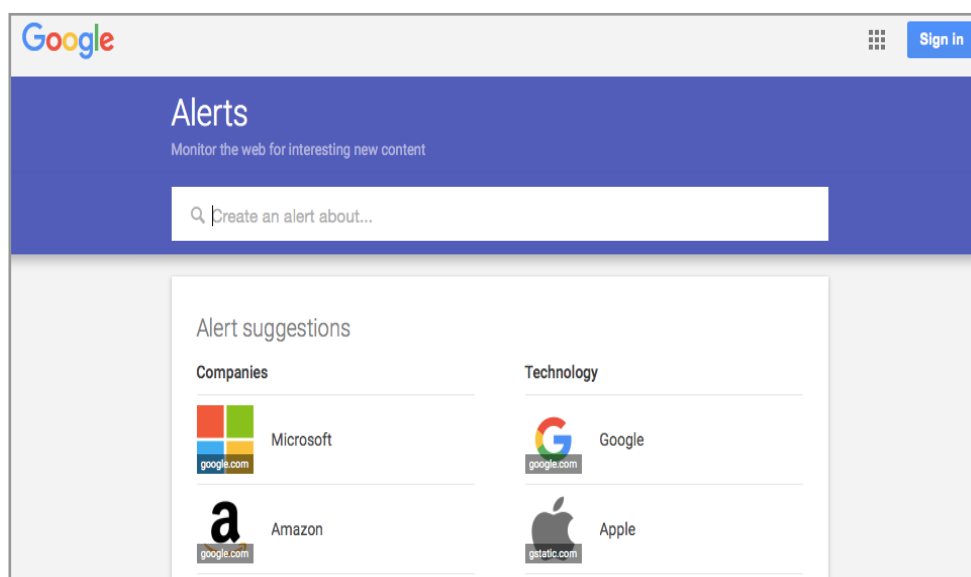 Google
Sign in
Alerts
Monitor the web for interesting new content
Create an alert about...
Alert suggestions
Companies
Technology
google.com
Microsoft
google.com
Google
a
google.com
Amazon
gstatic.com
Apple